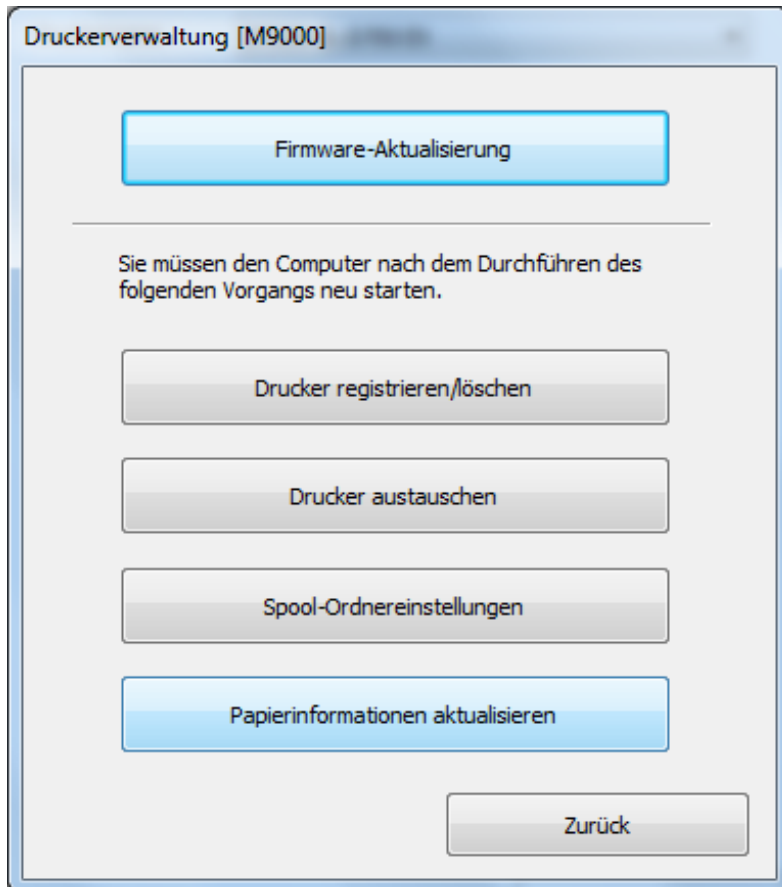 Druckerverwaltung [M9000]
Firmware-Aktualisierung
Sie müssen den Computer nach dem Durchführen des
folgenden Vorgangs neu starten.
Drucker registrieren/löschen
Drucker austauschen
Spool-Ordnereinstellungen
Papierinformationen aktualisieren
Zurück